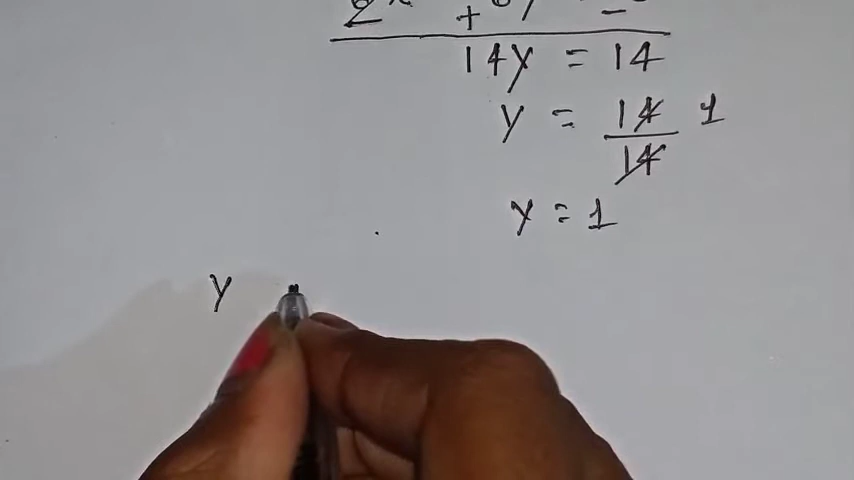 14y = 14
y = 14/14 1
y = 1
y